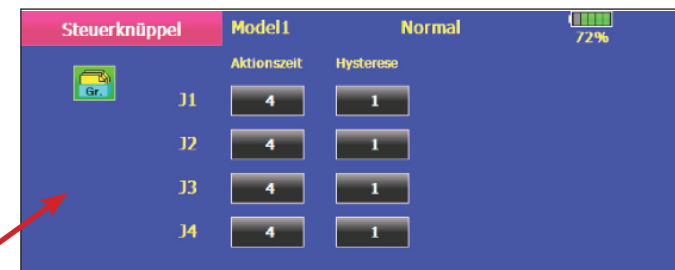 Steuerknüppel Model1 Normal 72%
Aktionszeit Hysterese
Gr.
J1 4 1
J2 4 1
J3 4 1
J4 4 1